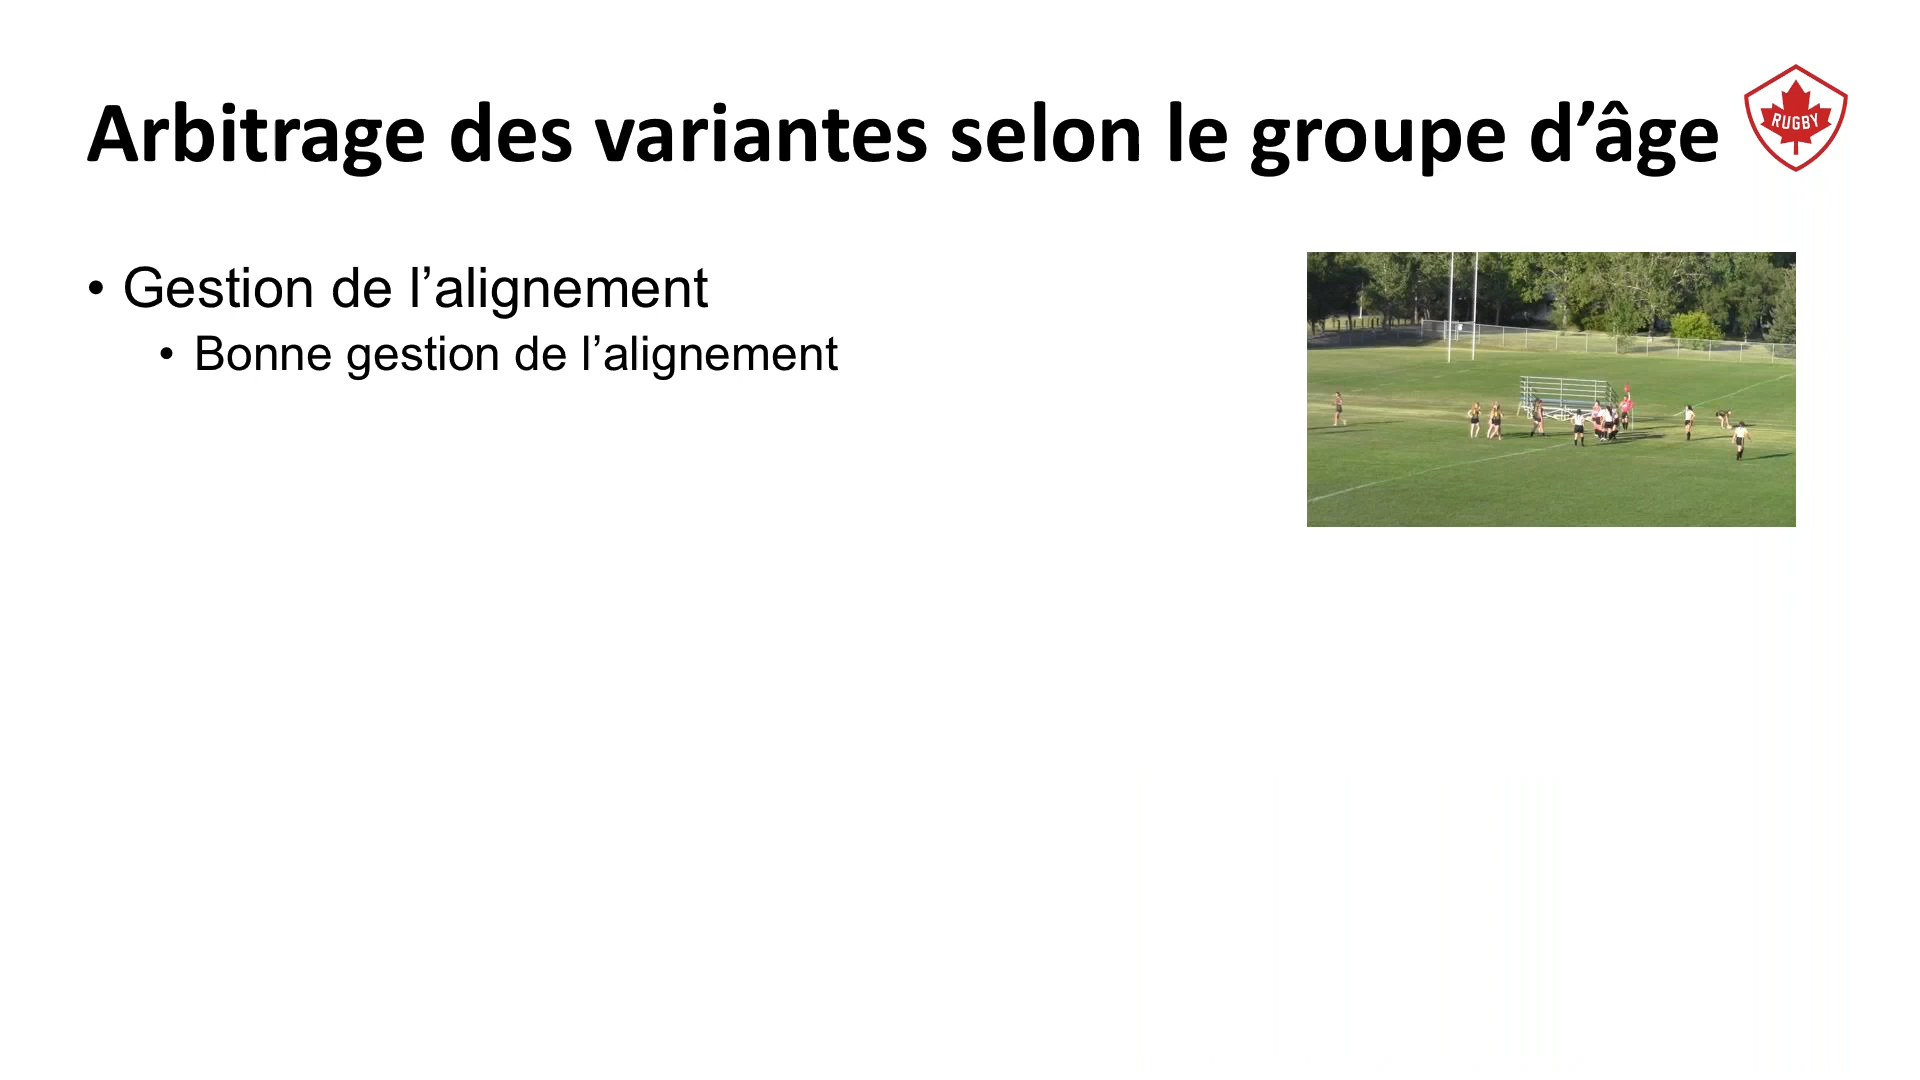 Arbitrage des variantes selon le groupe d’âge
RUGBY
• Gestion de l’alignement
• Bonne gestion de l’alignement